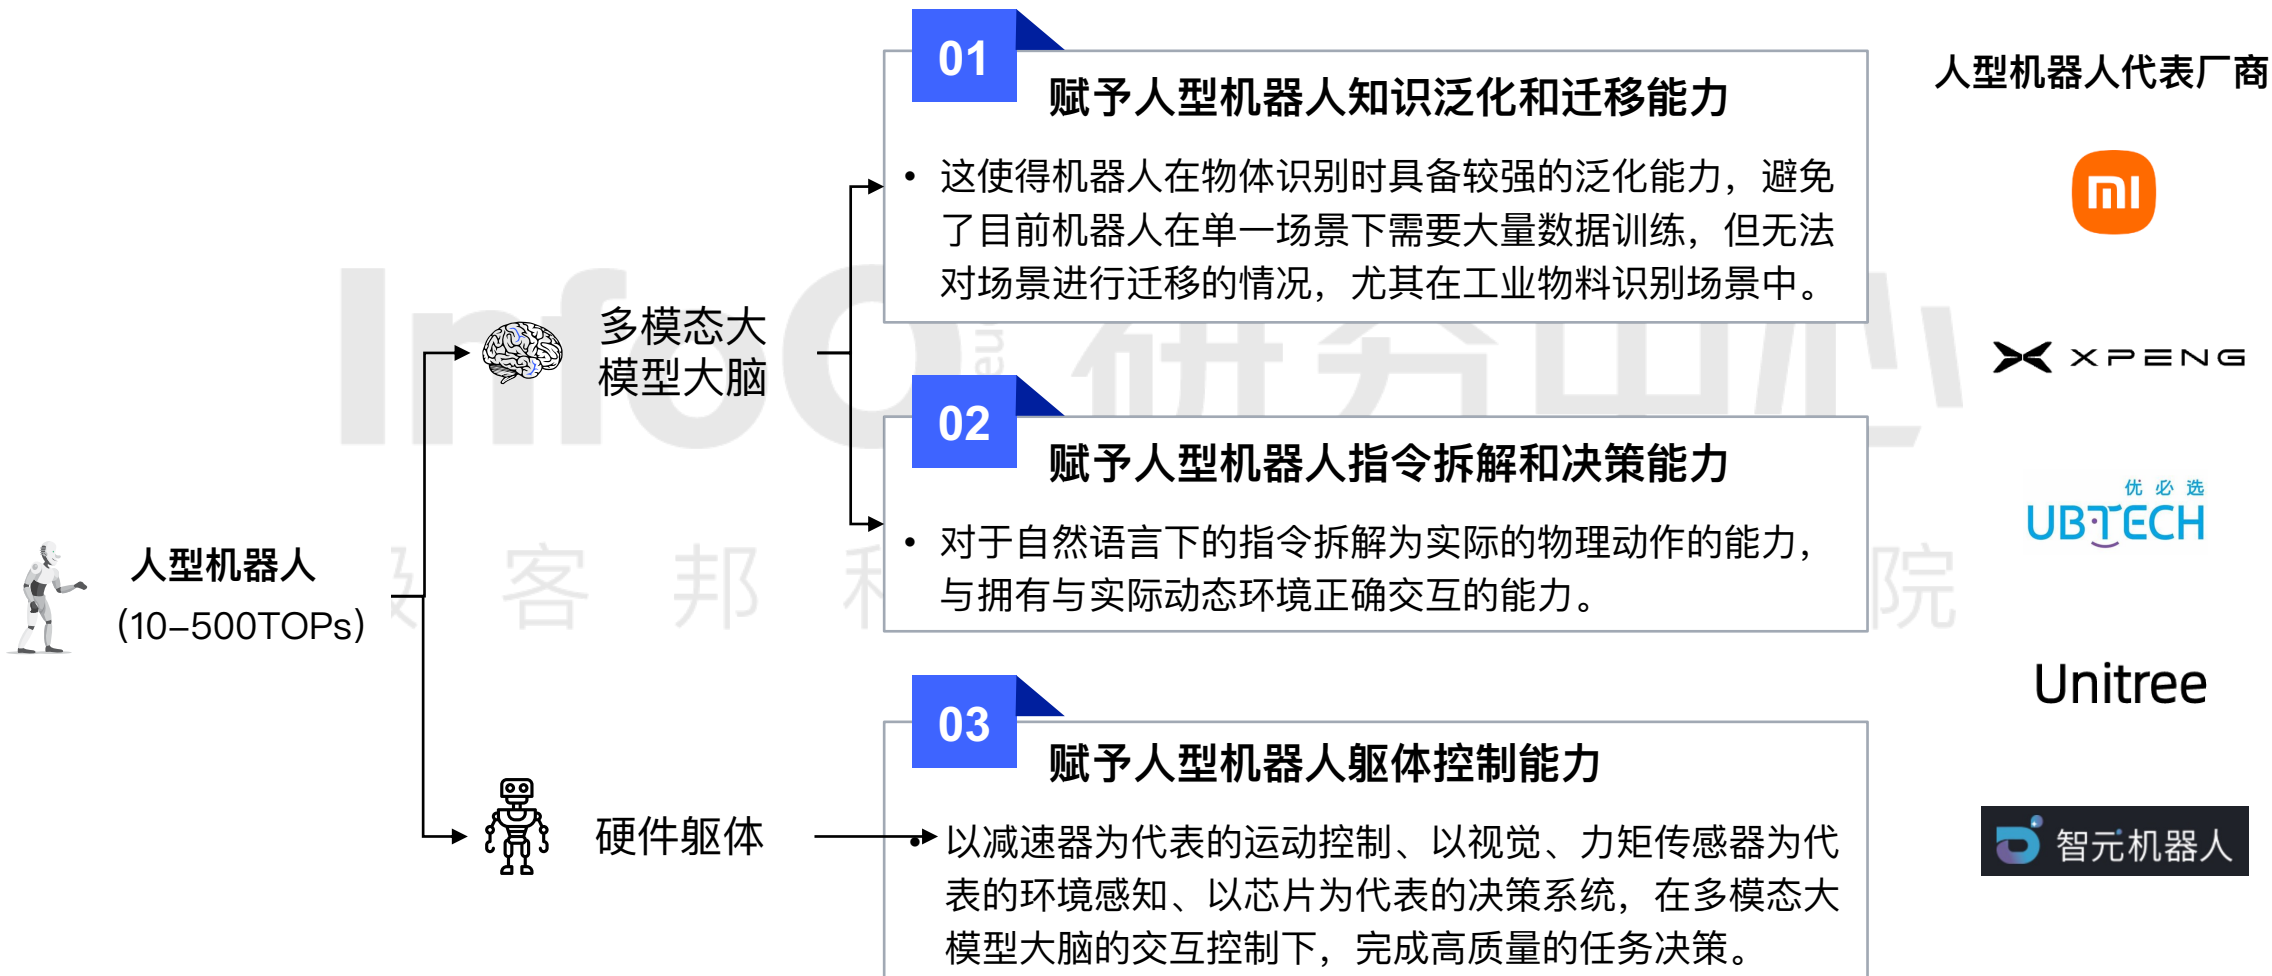 01
赋予人型机器人知识泛化和迁移能力
• 这使得机器人在物体识别时具备较强的泛化能力，避免
了目前机器人在单一场景下需要大量数据训练，但无法
对场景进行迁移的情况，尤其在工业物料识别场景中。
多模态大
模型大脑
02
赋予人型机器人指令拆解和决策能力
• 对于自然语言下的指令拆解为实际的物理动作的能力，
与拥有与实际动态环境正确交互的能力。
人型机器人
(10-500TOPs)
03
赋予人型机器人躯体控制能力
硬件躯体
• 以减速器为代表的运动控制、以视觉、力矩传感器为代
表的环境感知、以芯片为代表的决策系统，在多模态大
模型大脑的交互控制下，完成高质量的任务决策。
人型机器人代表厂商
mi
XPENG
优必选
UBTECH
Unitree
智元机器人
InfoQ
客邦
院